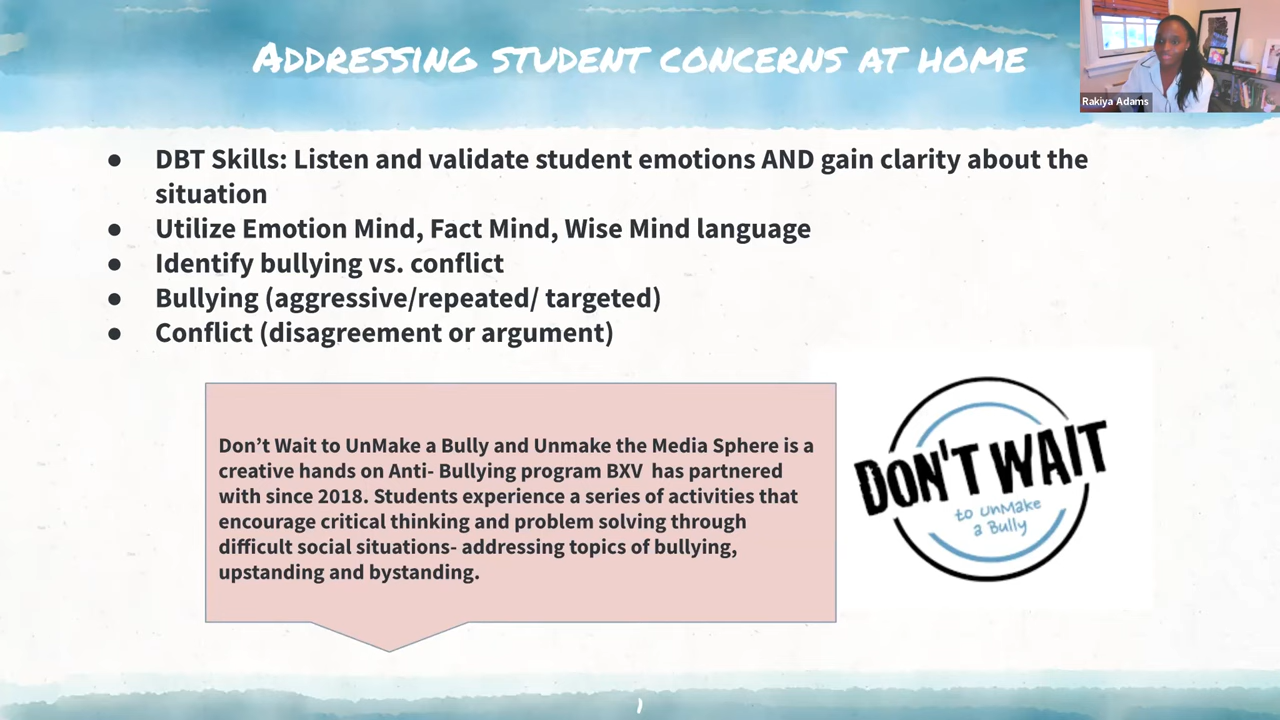 ADDRESSING STUDENT CONCERNS AT HOME
Rakiya Adams
● DBT Skills: Listen and validate student emotions AND gain clarity about the
situation
● Utilize Emotion Mind, Fact Mind, Wise Mind language
● Identify bullying vs. conflict
● Bullying (aggressive/repeated/ targeted)
● Conflict (disagreement or argument)
Don’t Wait to UnMake a Bully and Unmake the Media Sphere is a
creative hands on Anti- Bullying program BXV has partnered
with since 2018. Students experience a series of activities that
encourage critical thinking and problem solving through
difficult social situations- addressing topics of bullying,
upstanding and bystanding.
DON'T WAIT
to UnMake
a Bully
1